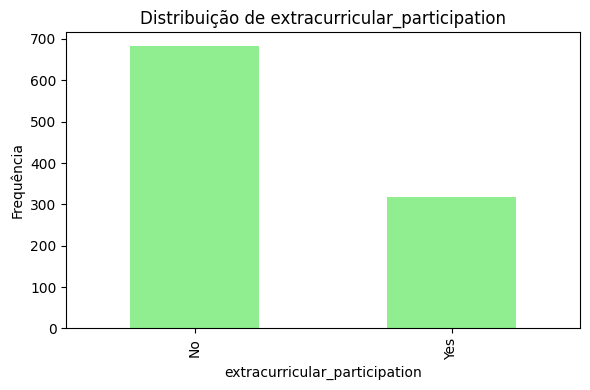 Distribuição de extracurricular_participation
Frequência
700
600
500
400
300
200
100
0
No
Yes
extracurricular_participation